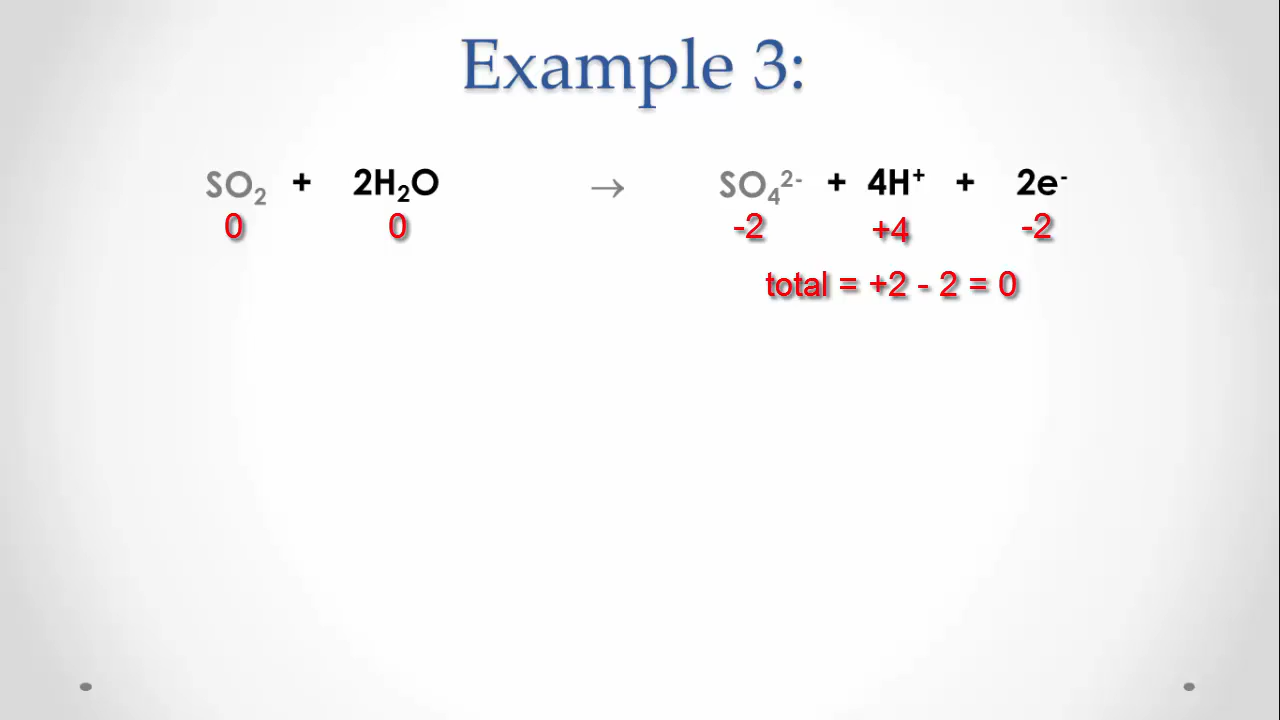 Example 3:
SO₂ + 2H₂O → SO₄²⁻ + 4H⁺ + 2e⁻
0 0 -2 +4 -2
total = +2 - 2 = 0